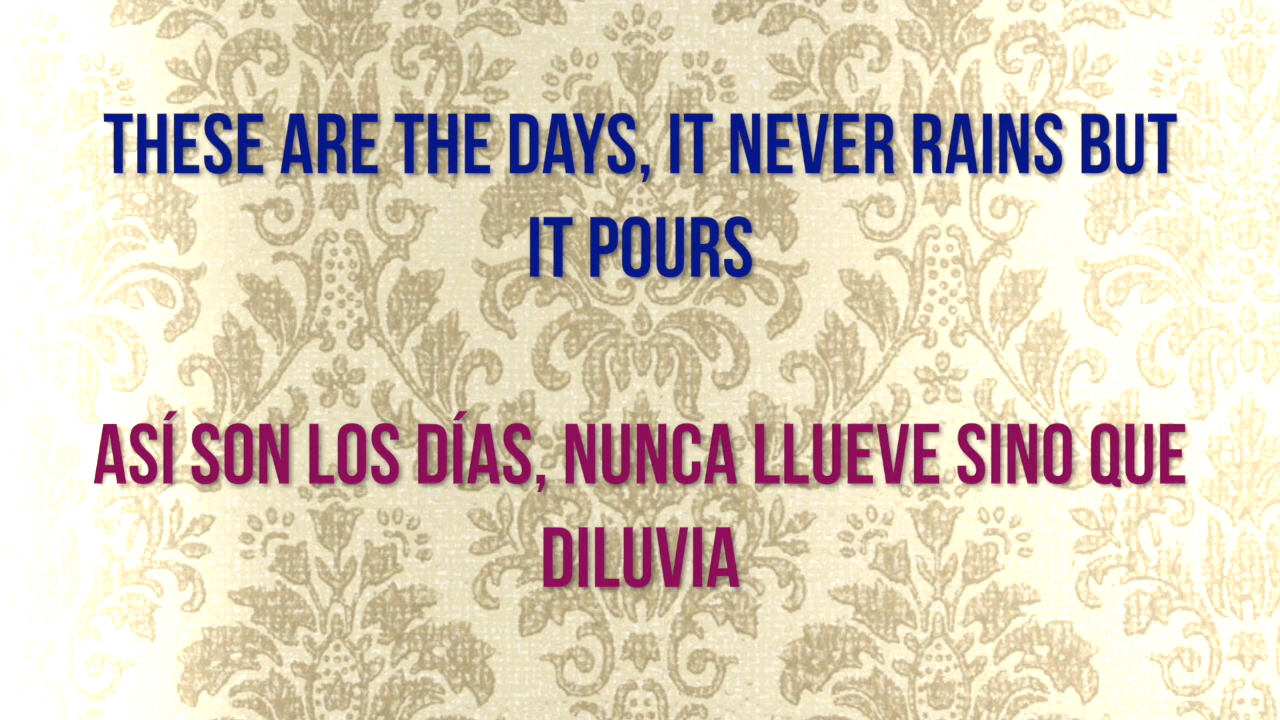 THESE ARE THE DAYS, IT NEVER RAINS BUT
IT POURS
ASÍ SON LOS DÍAS, NUNCA LLUEVE SINO QUE
DILUVIA